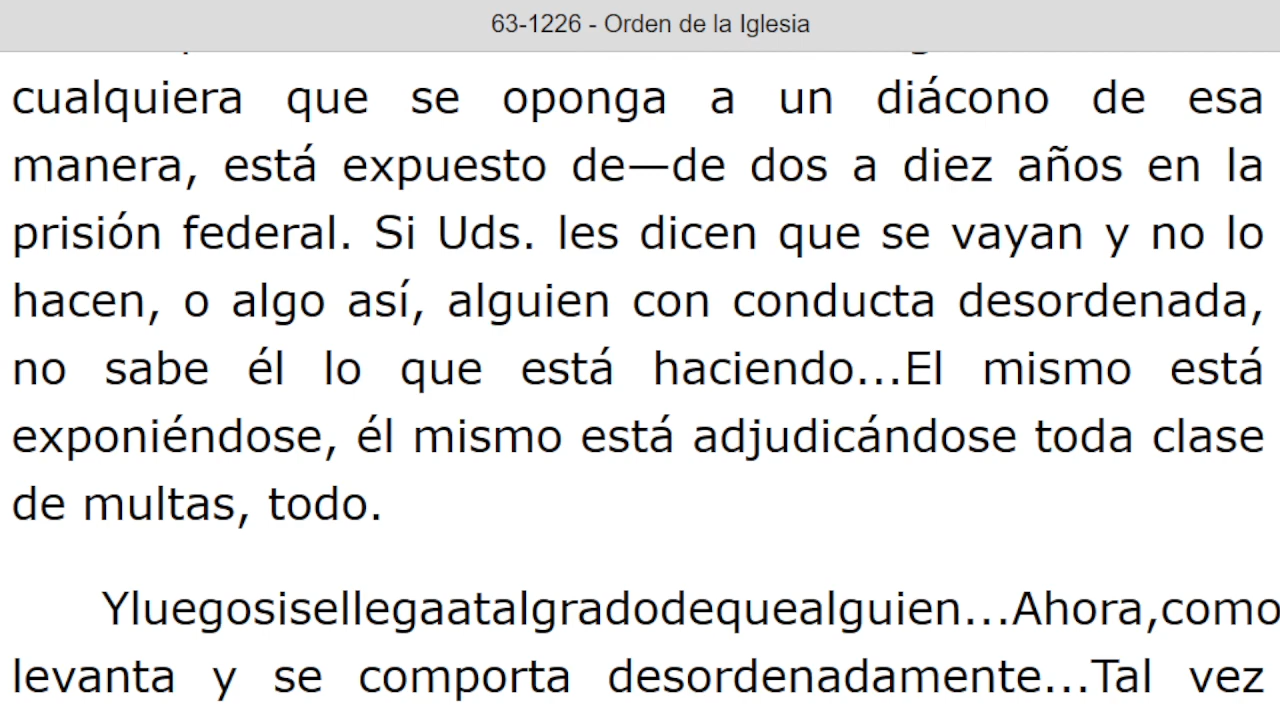 63-1226 - Orden de la Iglesia
cualquiera que se oponga a un diácono de esa
manera, está expuesto de—de dos a diez años en la
prisión federal. Si Uds. les dicen que se vayan y no lo
hacen, o algo así, alguien con conducta desordenada,
no sabe él lo que está haciendo...El mismo está
exponiéndose, él mismo está adjudicándose toda clase
de multas, todo.
Yluegosisellegaatalgradodequealguien...Ahora,como
levanta y se comporta desordenadamente...Tal vez